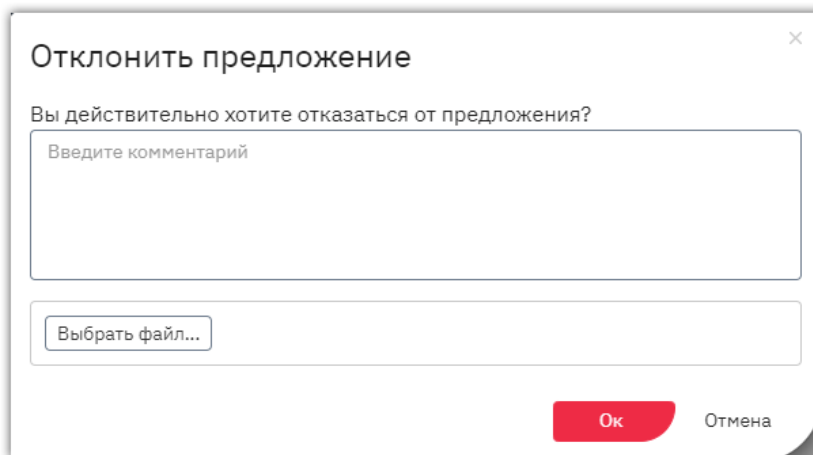 Отклонить предложение
Вы действительно хотите отказаться от предложения?
Введите комментарий
Выбрать файл...
Ок
Отмена